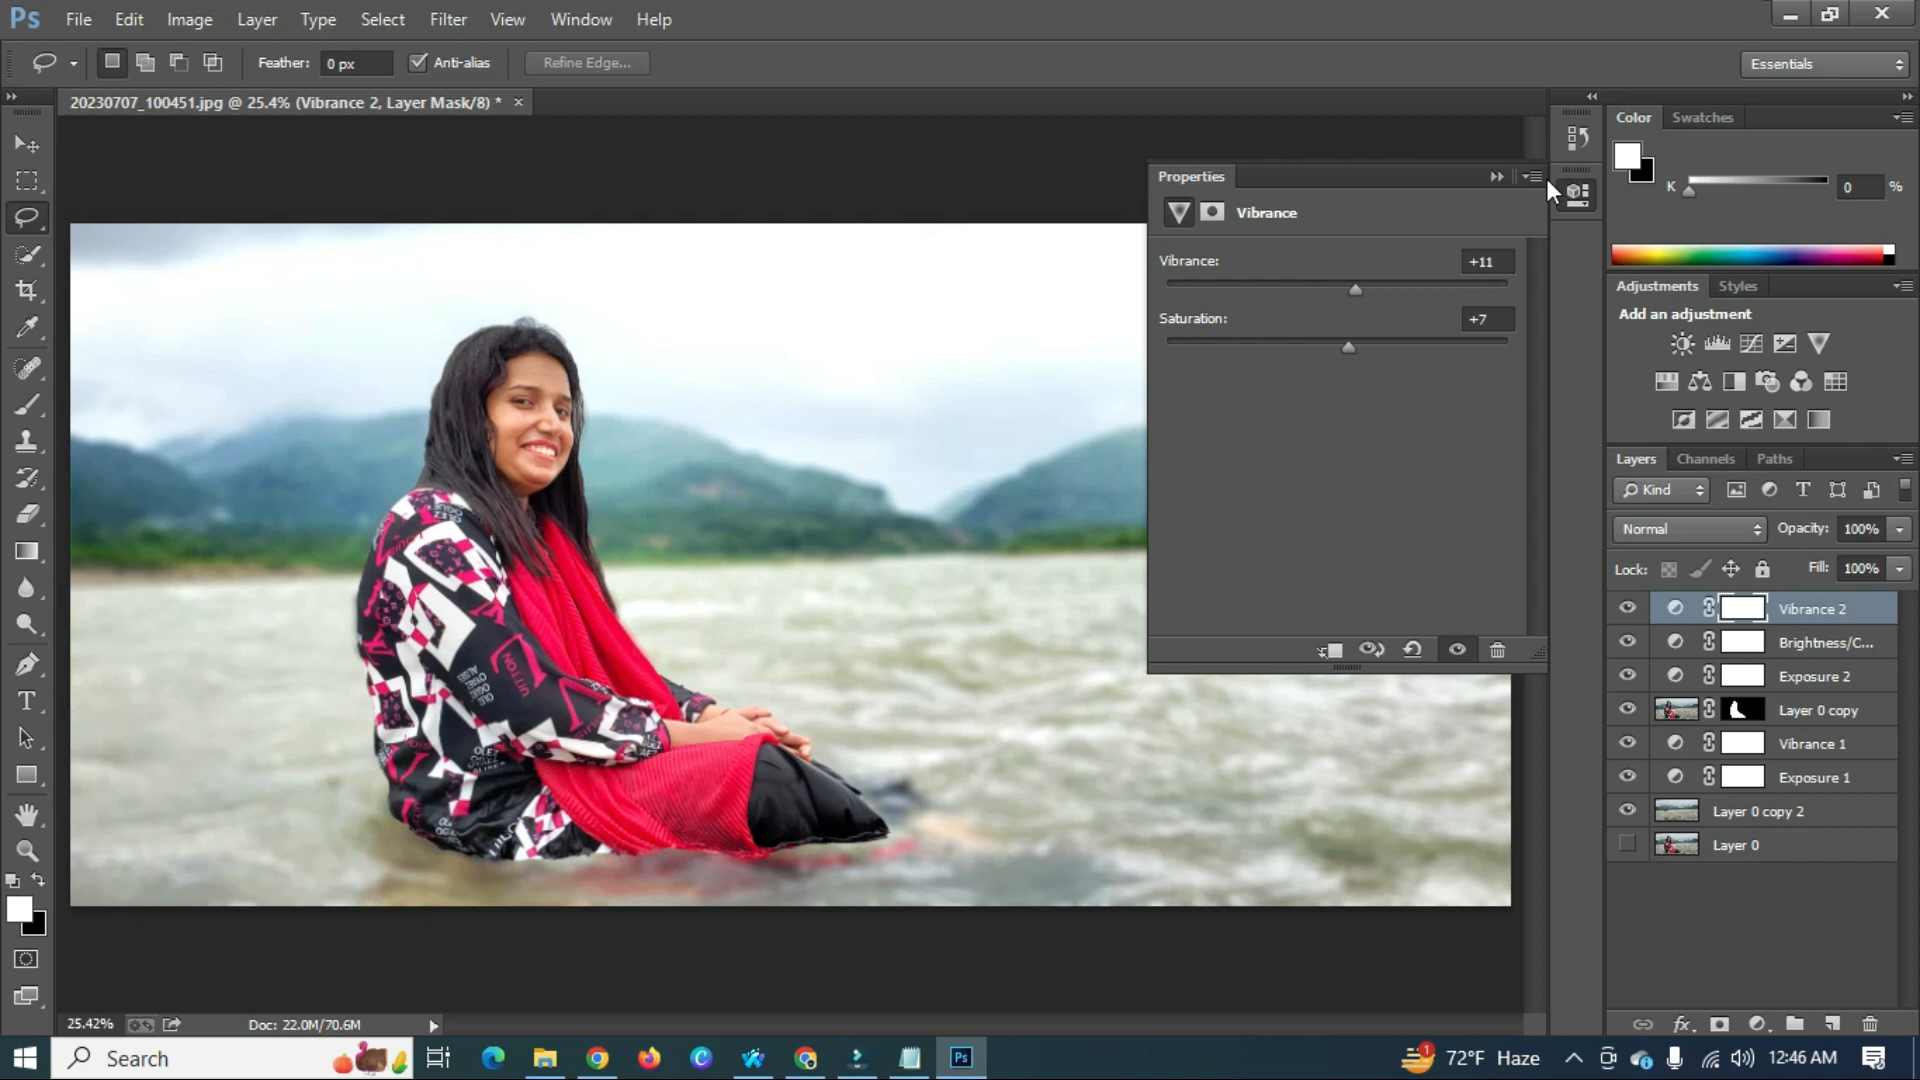 Ps File Edit Image Layer Type Select Filter View Window Help
Feather: 0 px Anti-alias Refine Edge... Essentials
20230707_100451.jpg @ 25.4% (Vibrance 2, Layer Mask/8) * ×
Color Swatches
K 0 %
Properties
Vibrance
Vibrance: +11
Saturation: +7
Adjustments Styles
Add an adjustment
Layers Channels Paths
Kind
Normal Opacity: 100%
Lock: Fill: 100%
Vibrance 2
Brightness/C...
Exposure 2
Layer 0 copy
Vibrance 1
Exposure 1
Layer 0 copy 2
Layer 0
UITTON
OLEZ
25.42% Doc: 22.0M/70.6M
Search
Ps
1
72°F Haze
12:46 AM